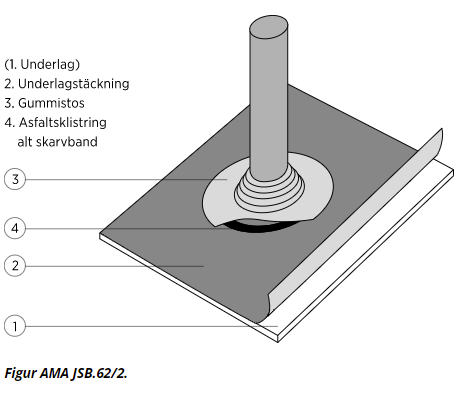 (1. Underlag)
2. Underlagstäckning
3. Gummistos
4. Asfaltsklistring
alt skarvband
3
4
2
1
Figur AMA JSB.62/2.